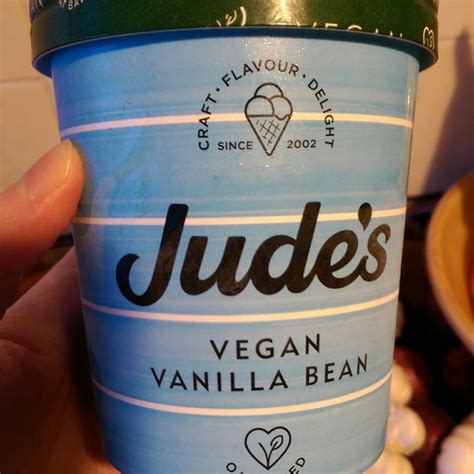 VEGAN
CRAFT · FLAVOUR · DELIGHT
SINCE 2002
Jude's
VEGAN
VANILLA BEAN